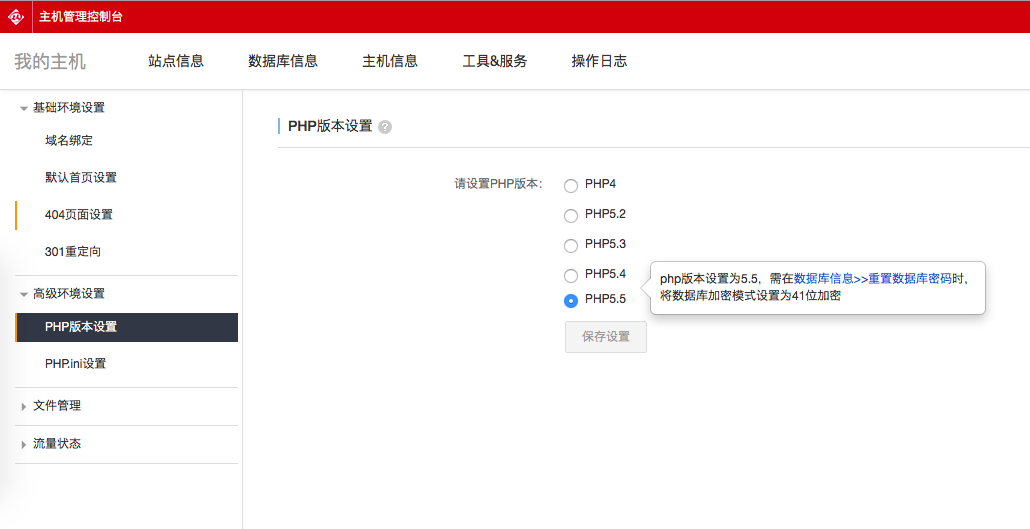 主机管理控制台
我的主机
站点信息
数据库信息
主机信息
工具&服务
操作日志
基础环境设置
域名绑定
默认首页设置
404页面设置
301重定向
高级环境设置
PHP版本设置
PHP.ini设置
文件管理
流量状态
PHP版本设置 ?
请设置PHP版本：
PHP4
PHP5.2
PHP5.3
PHP5.4
PHP5.5
php版本设置为5.5，需在数据库信息>>重置数据库密码时，
将数据库加密模式设置为41位加密
保存设置